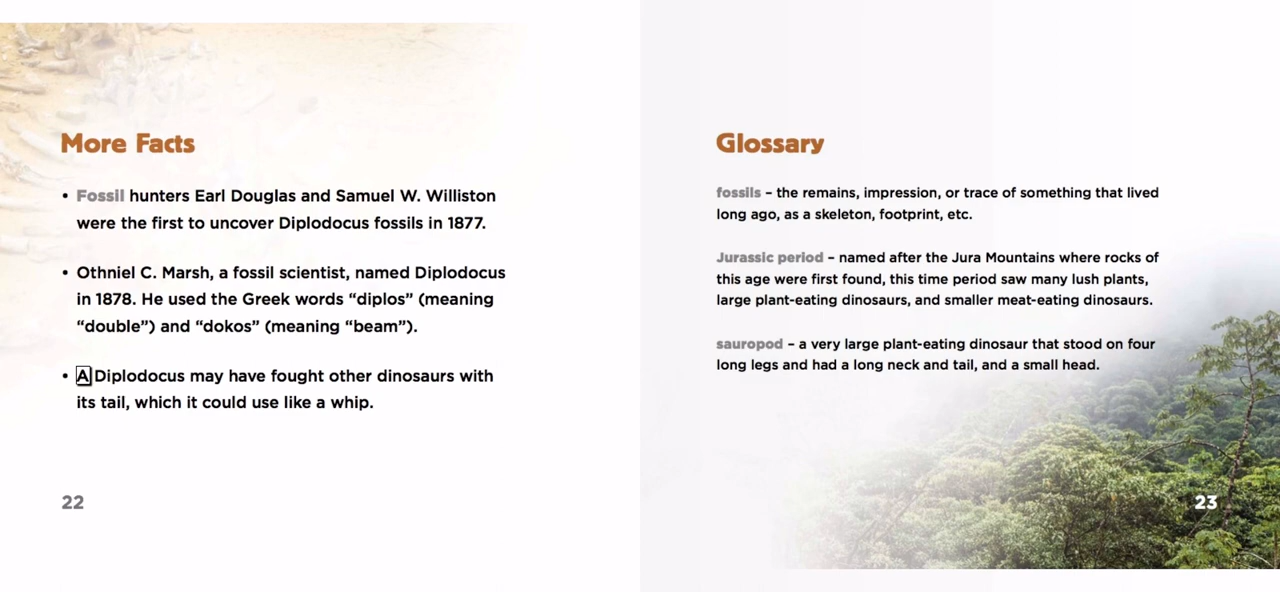 More Facts
• Fossil hunters Earl Douglas and Samuel W. Williston
were the first to uncover Diplodocus fossils in 1877.
• Othniel C. Marsh, a fossil scientist, named Diplodocus
in 1878. He used the Greek words “diplos” (meaning
“double”) and “dokos” (meaning “beam”).
• A Diplodocus may have fought other dinosaurs with
its tail, which it could use like a whip.
22
Glossary
fossils – the remains, impression, or trace of something that lived
long ago, as a skeleton, footprint, etc.
Jurassic period – named after the Jura Mountains where rocks of
this age were first found, this time period saw many lush plants,
large plant-eating dinosaurs, and smaller meat-eating dinosaurs.
sauropod – a very large plant-eating dinosaur that stood on four
long legs and had a long neck and tail, and a small head.
23